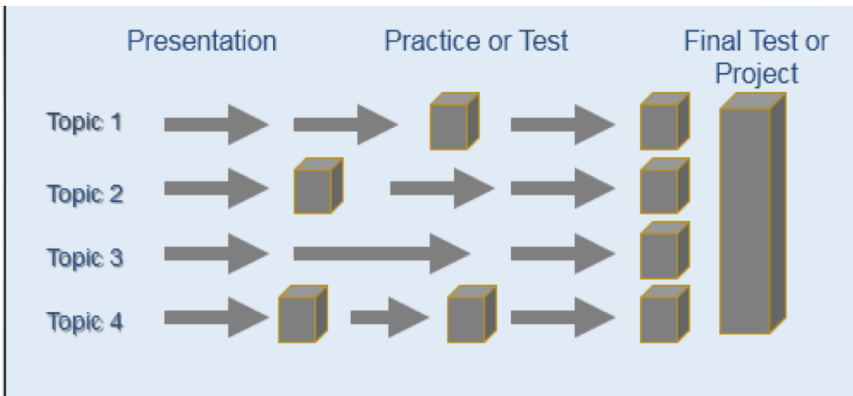 Presentation
Practice or Test
Final Test or
Project
Topic 1
Topic 2
Topic 3
Topic 4